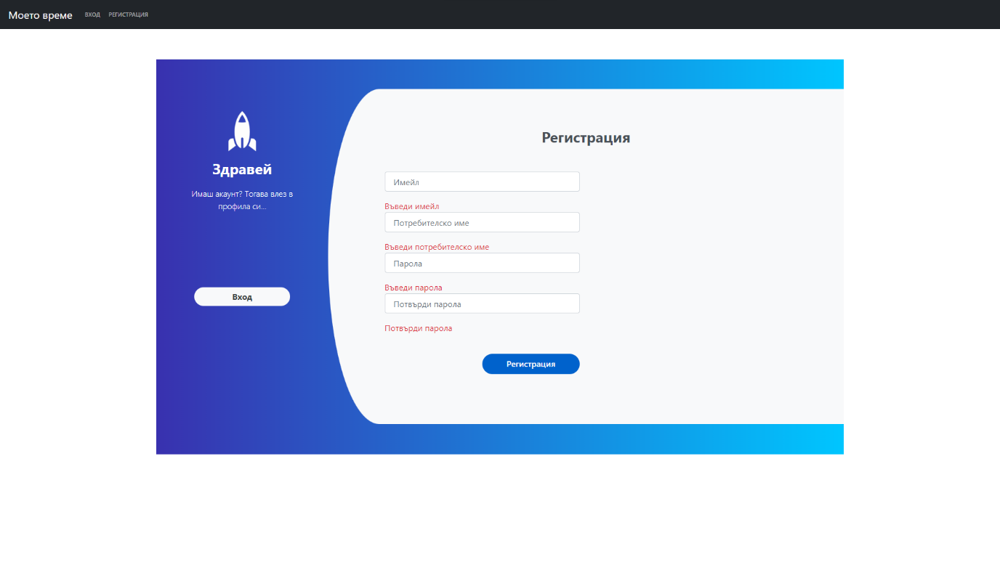 Моето време ВХОД РЕГИСТРАЦИЯ
Здравей
Имаш акаунт? Тогава влез в
профила си...
Вход
Регистрация
Имейл
Въведи имейл
Потребителско име
Въведи потребителско име
Парола
Въведи парола
Потвърди парола
Потвърди парола
Регистрация